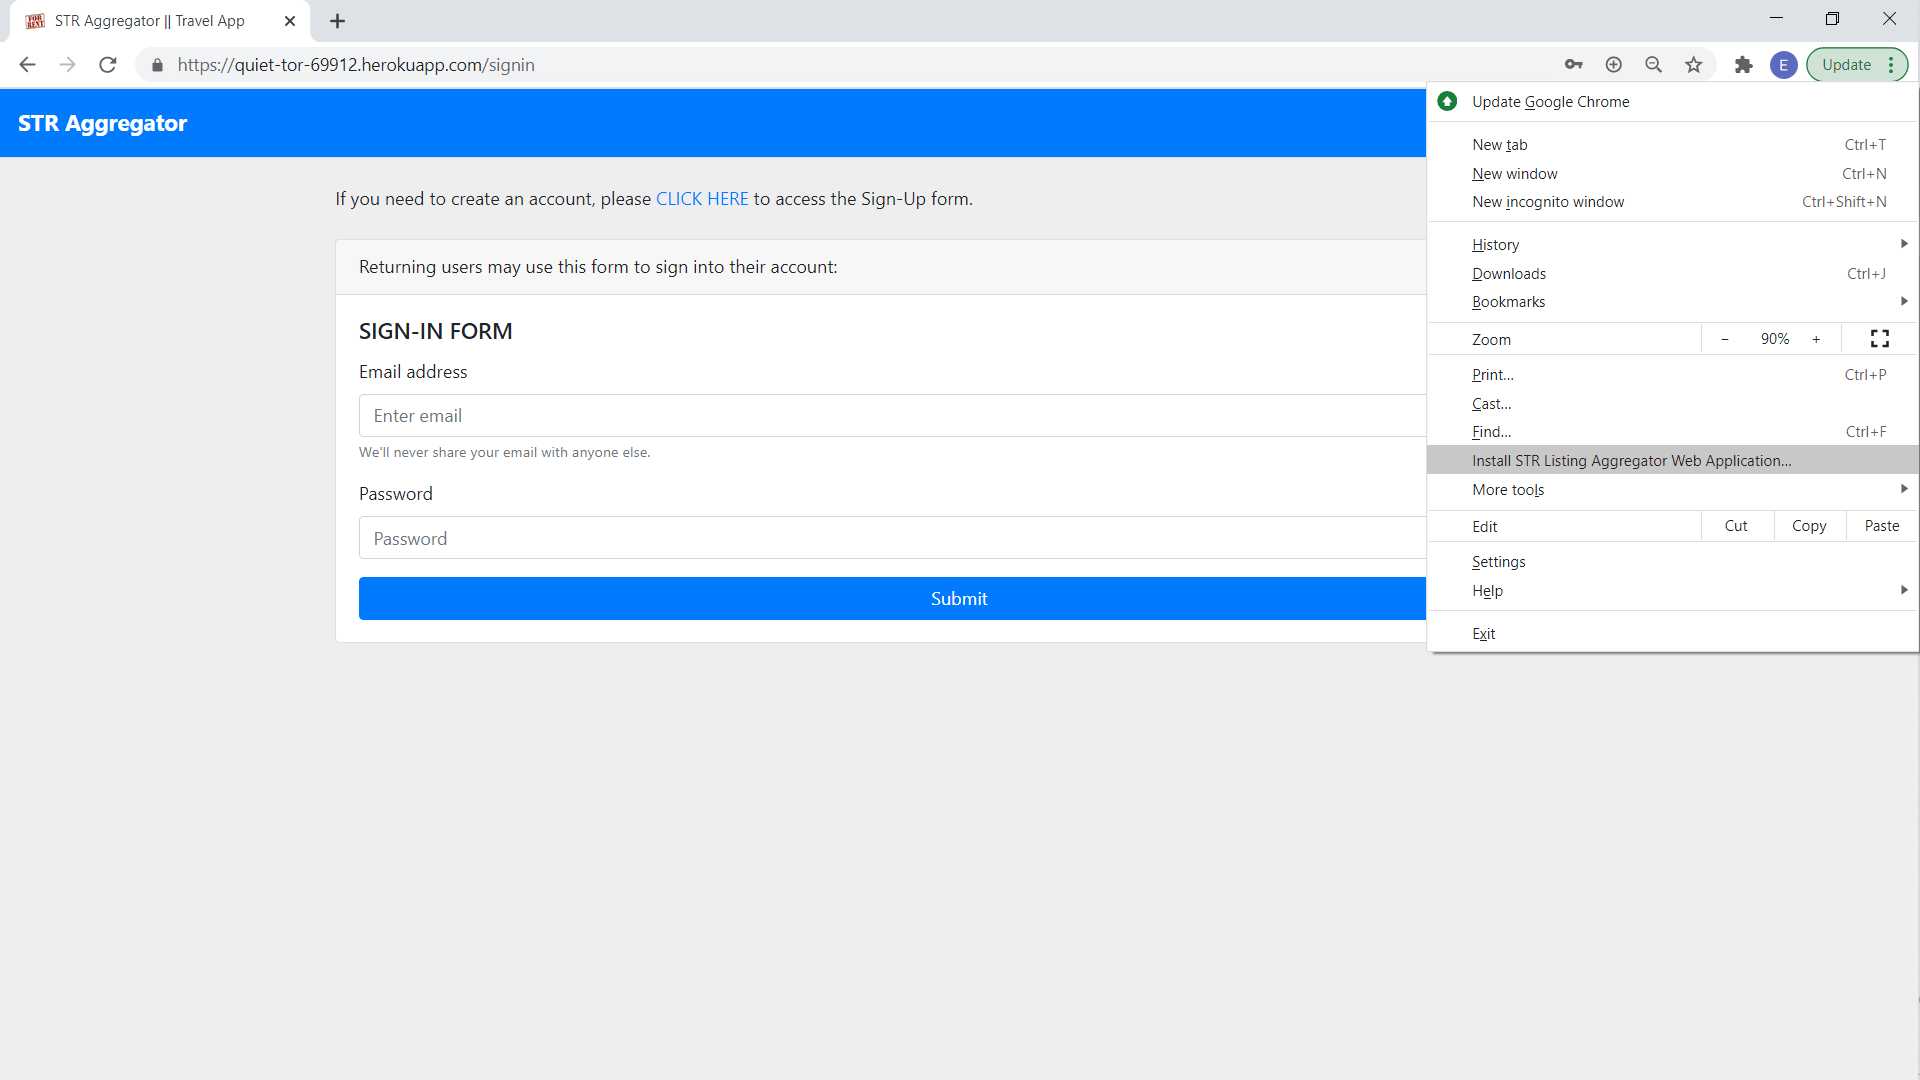 FOR RENT
STR Aggregator || Travel App
https://quiet-tor-69912.herokuapp.com/signin
E
Update
STR Aggregator
If you need to create an account, please CLICK HERE to access the Sign-Up form.
Returning users may use this form to sign into their account:
SIGN-IN FORM
Email address
Enter email
We'll never share your email with anyone else.
Password
Password
Submit
Update Google Chrome
New tab Ctrl+T
New window Ctrl+N
New incognito window Ctrl+Shift+N
History
Downloads Ctrl+J
Bookmarks
Zoom - 90% +
Print... Ctrl+P
Cast...
Find... Ctrl+F
Install STR Listing Aggregator Web Application...
More tools
Edit Cut Copy Paste
Settings
Help
Exit